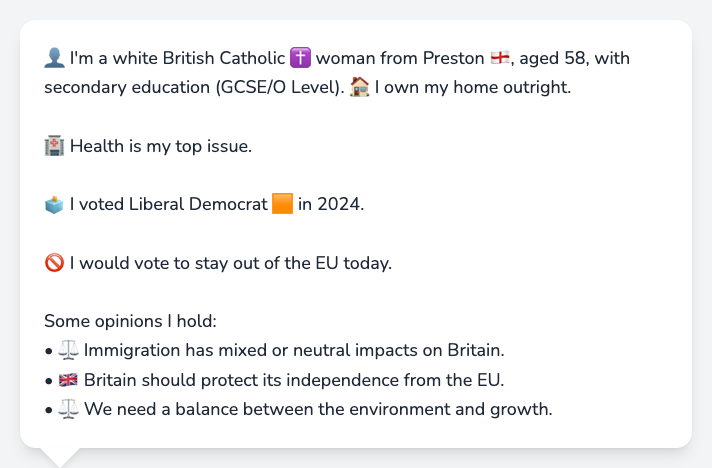 👤 I'm a white British Catholic ✝️ woman from Preston 🏴󠁧󠁢󠁥󠁮󠁧󠁿, aged 58, with
secondary education (GCSE/O Level). 🏠 I own my home outright.
🏥 Health is my top issue.
🗳️ I voted Liberal Democrat 🟧 in 2024.
🚫 I would vote to stay out of the EU today.
Some opinions I hold:
• ⚖️ Immigration has mixed or neutral impacts on Britain.
• 🇬🇧 Britain should protect its independence from the EU.
• ⚖️ We need a balance between the environment and growth.